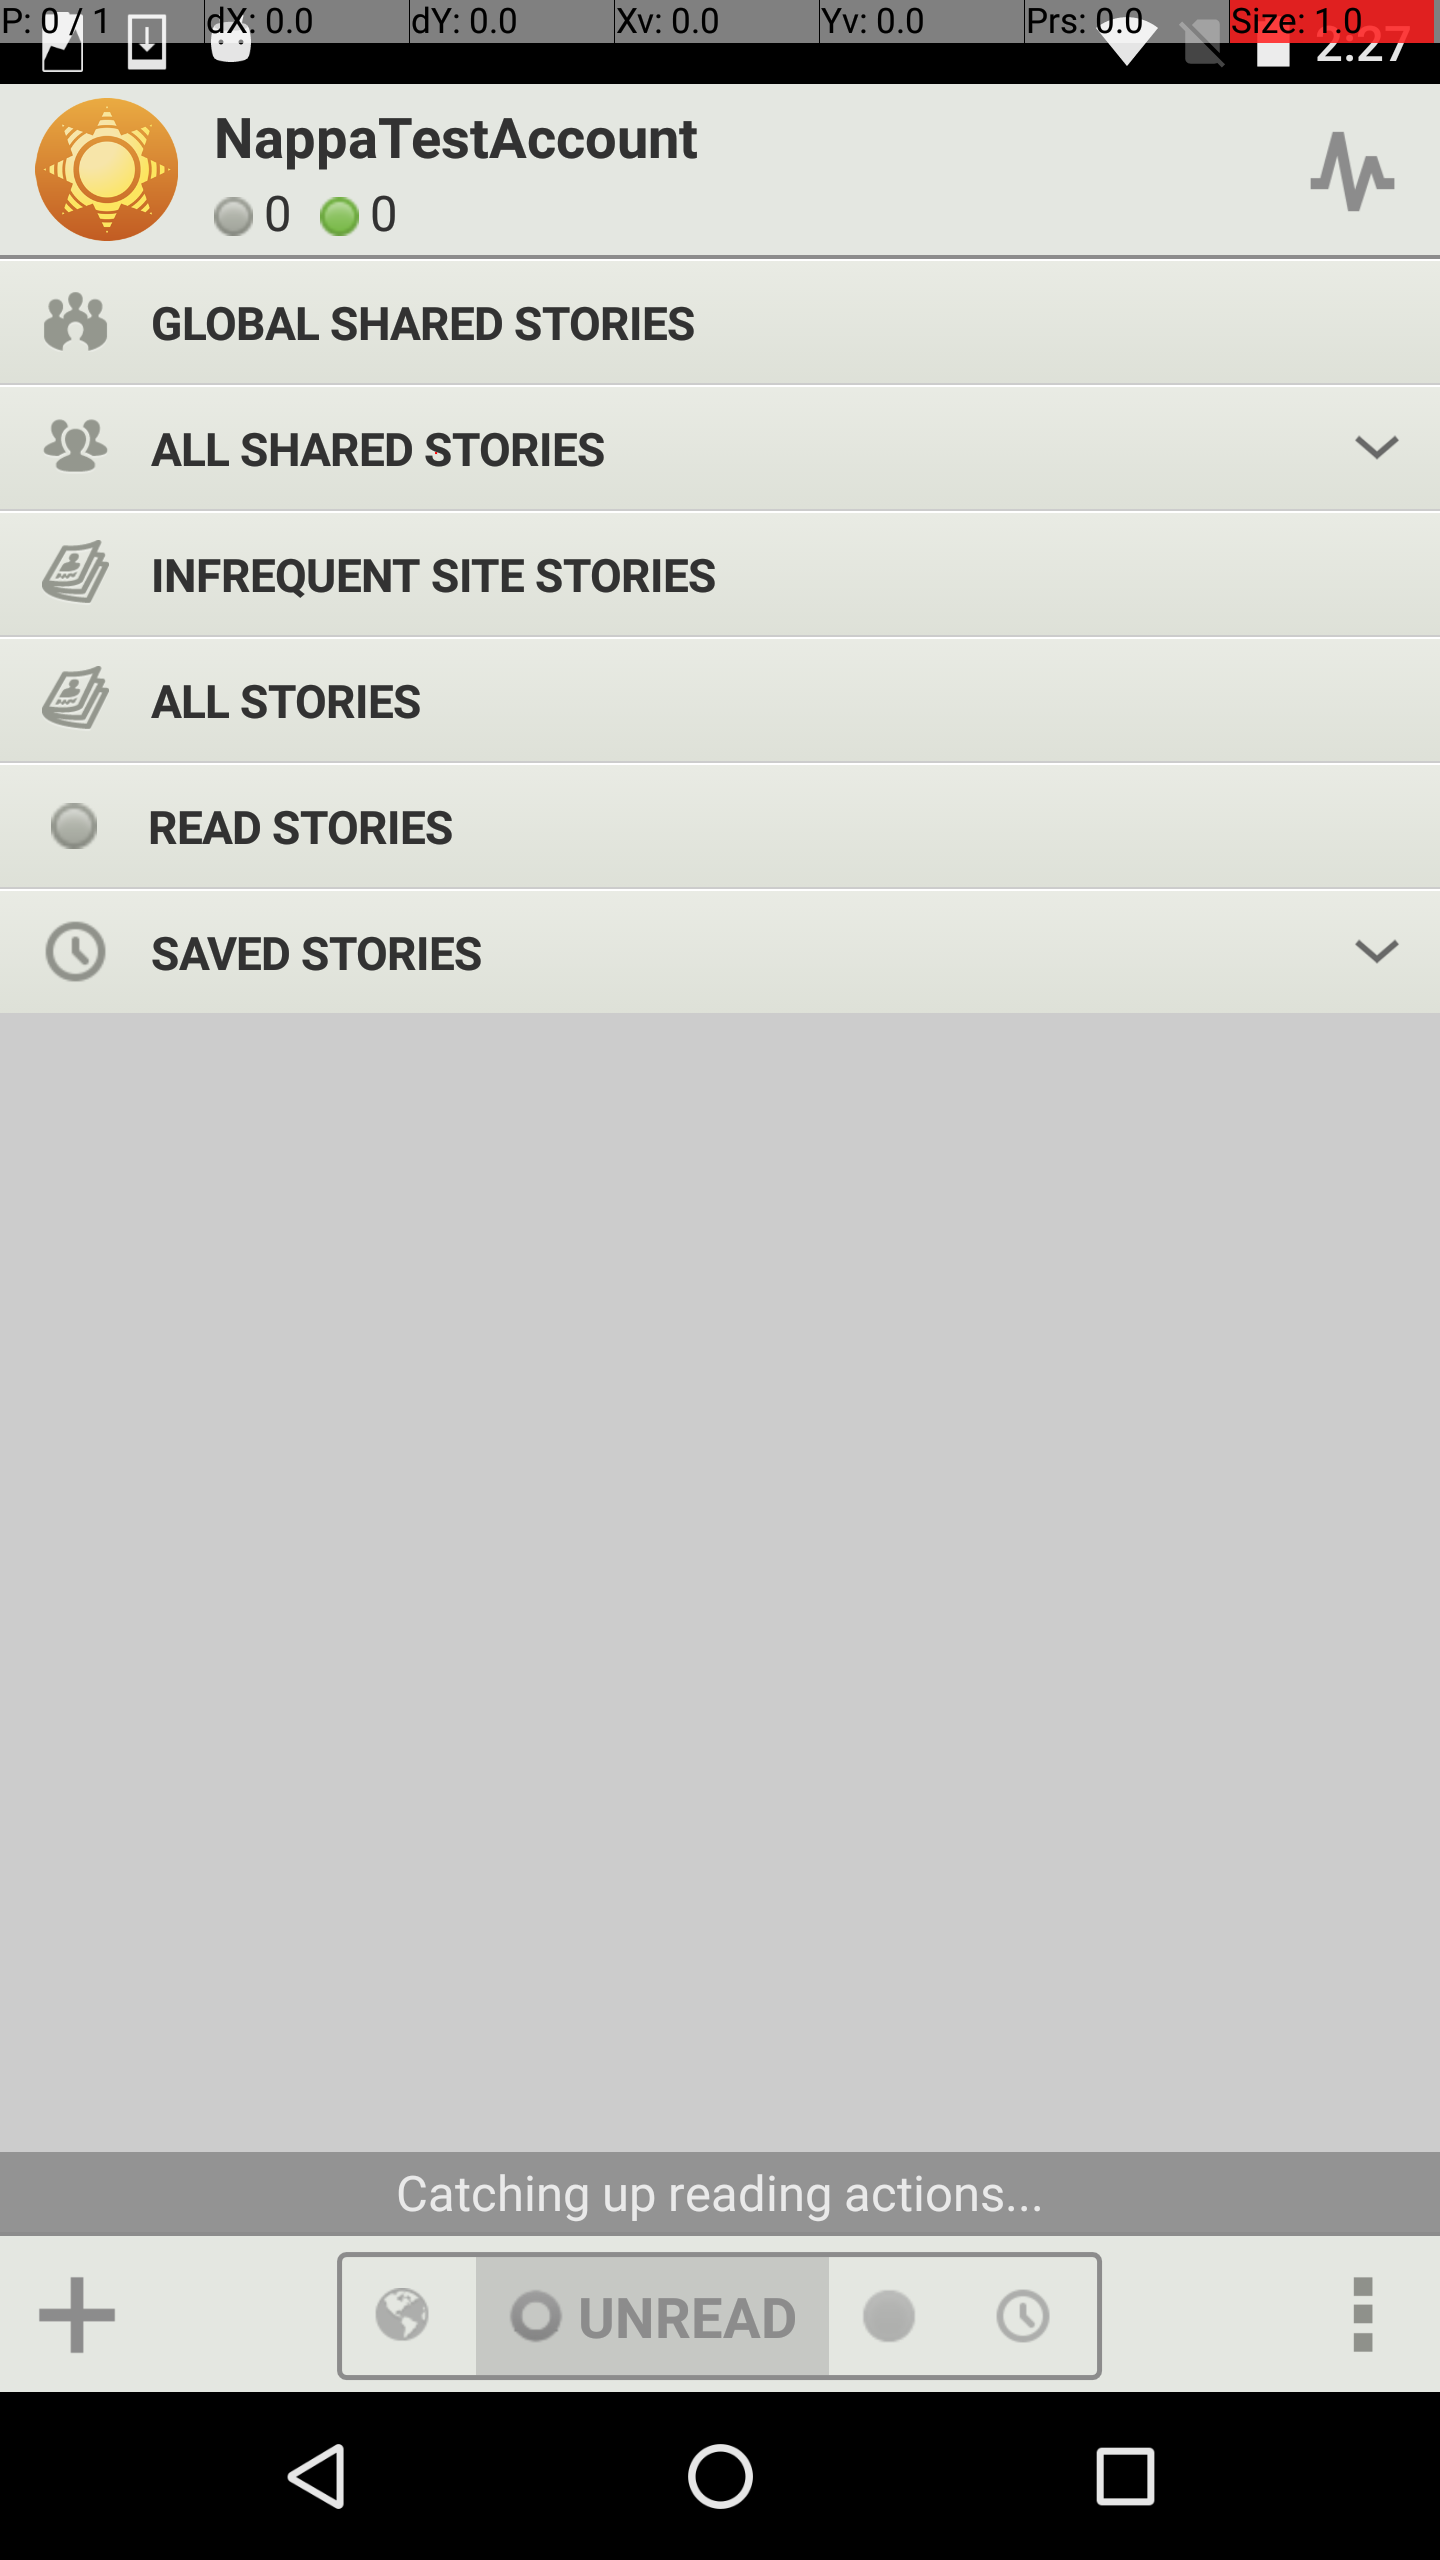 P: 0 / 1 dX: 0.0 dY: 0.0 Xv: 0.0 Yv: 0.0 Prs: 0.0 Size: 1.0
2:27
NappaTestAccount
0 0
GLOBAL SHARED STORIES
ALL SHARED STORIES
INFREQUENT SITE STORIES
ALL STORIES
READ STORIES
SAVED STORIES
Catching up reading actions...
UNREAD